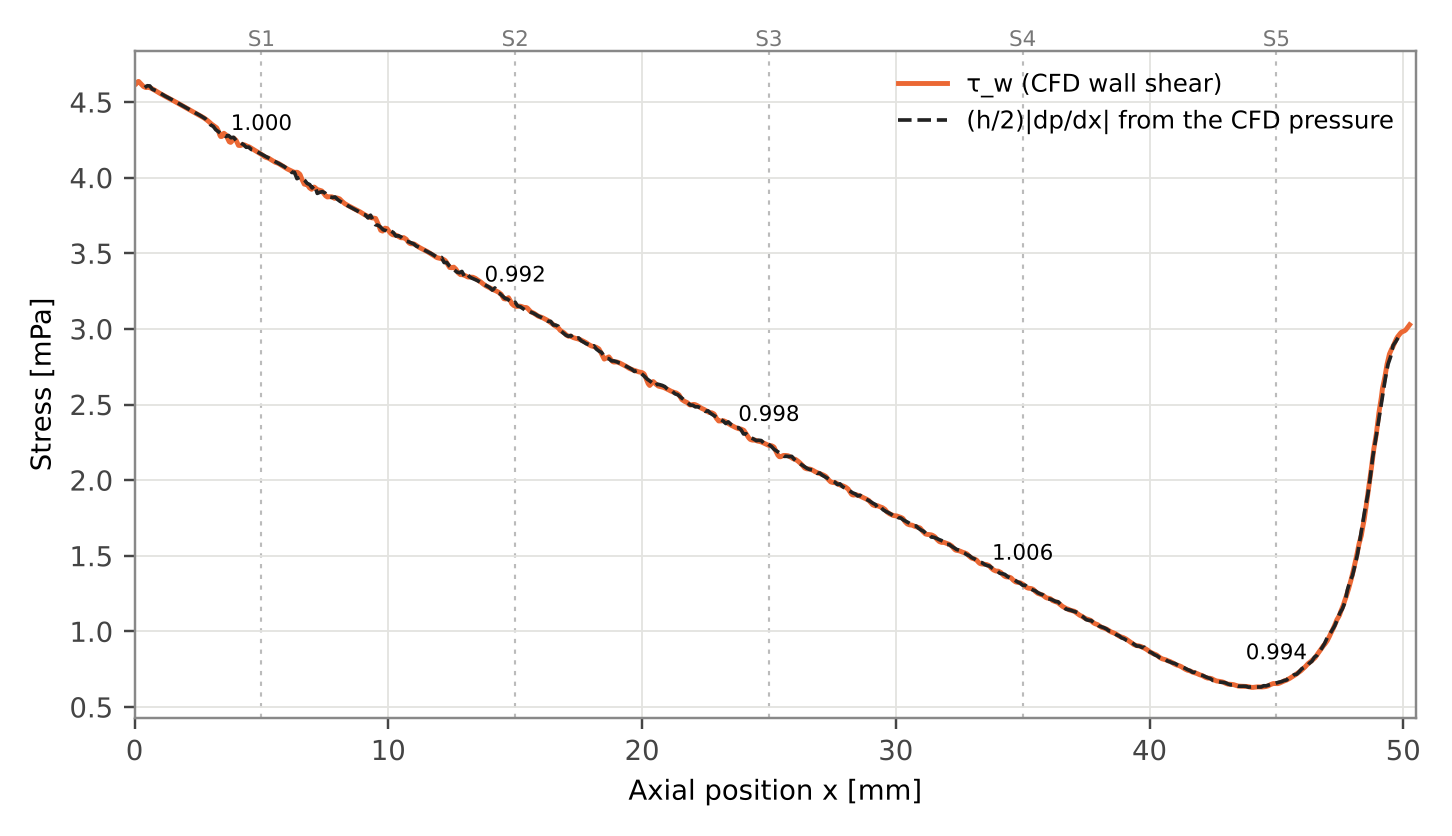 S1 S2 S3 S4 S5
τ_w (CFD wall shear)
(h/2)|dp/dx| from the CFD pressure
4.5
4.0
3.5
3.0
2.5
2.0
1.5
1.0
0.5
Stress [mPa]
1.000
0.992
0.998
1.006
0.994
0 10 20 30 40 50
Axial position x [mm]